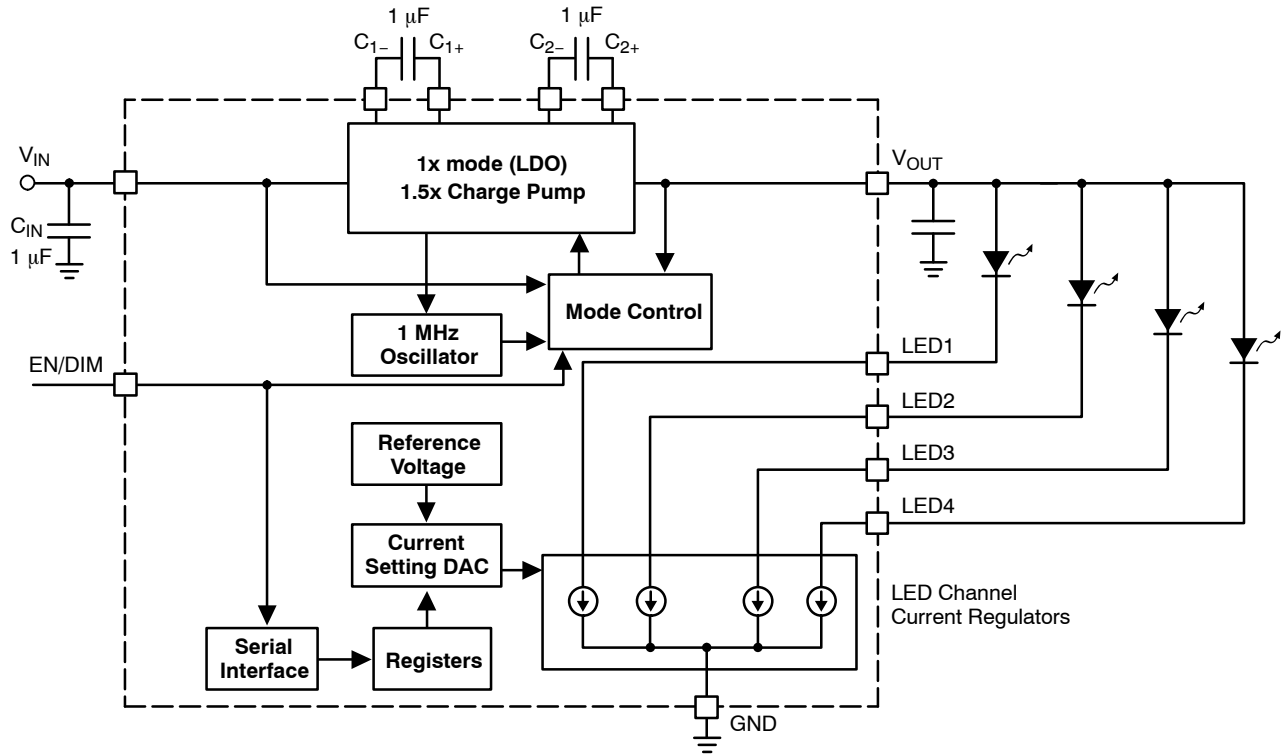 1 μF
1 μF
C1−
C1+
C2−
C2+
VIN
1x mode (LDO)
1.5x Charge Pump
VOUT
CIN
1 μF
Mode Control
1 MHz
Oscillator
LED1
EN/DIM
LED2
Reference
Voltage
LED3
LED4
Current
Setting DAC
LED Channel
Current Regulators
Serial
Interface
Registers
GND